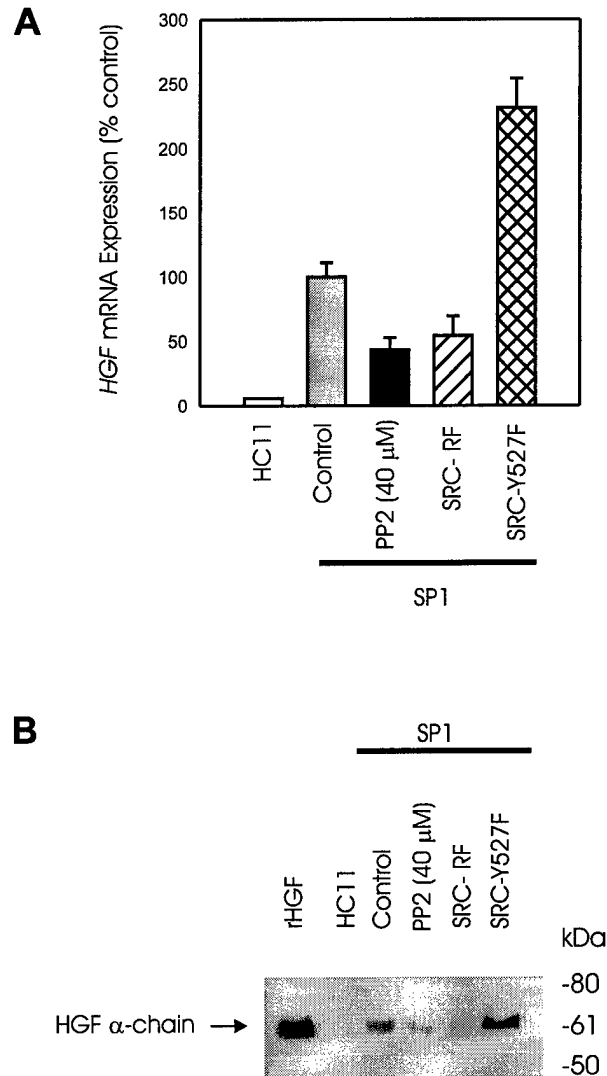 A
HGF mRNA Expression (% control)
300
250
200
150
100
50
0
HC11
Control
PP2 (40 μM)
SRC- RF
SRC-Y527F
SP1
B
SP1
rHGF
HC11
Control
PP2 (40 μM)
SRC- RF
SRC-Y527F
kDa
-80
HGF α-chain
-61
-50